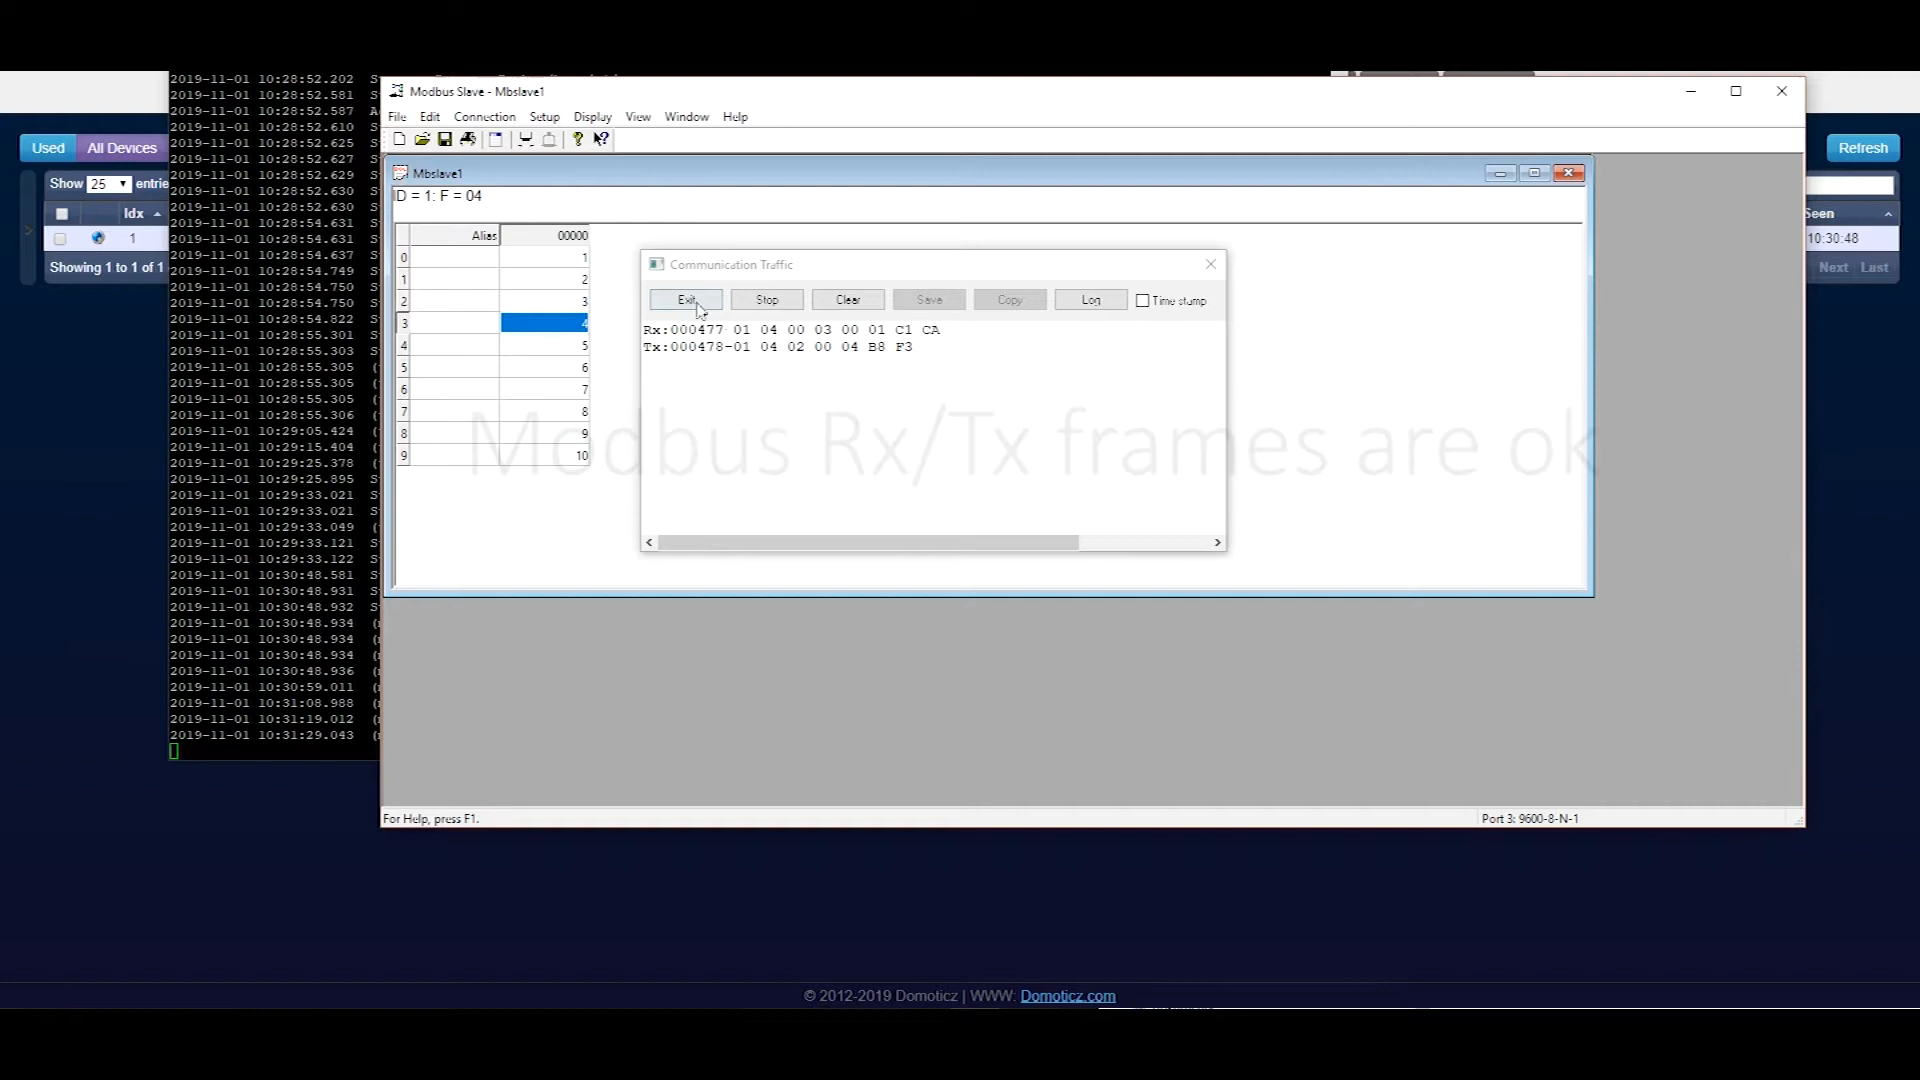 2019-11-01 10:28:52.202 S
2019-11-01 10:28:52.581 S
2019-11-01 10:28:52.587 A
2019-11-01 10:28:52.610 S
2019-11-01 10:28:52.625 S
2019-11-01 10:28:52.627 S
2019-11-01 10:28:52.629 S
2019-11-01 10:28:52.630 S
2019-11-01 10:28:52.630 S
2019-11-01 10:28:54.631 S
2019-11-01 10:28:54.631 S
2019-11-01 10:28:54.637 S
2019-11-01 10:28:54.749 S
2019-11-01 10:28:54.750 S
2019-11-01 10:28:54.750 S
2019-11-01 10:28:54.822 S
2019-11-01 10:28:55.301 S
2019-11-01 10:28:55.303 S
2019-11-01 10:28:55.305 (
2019-11-01 10:28:55.305 (
2019-11-01 10:28:55.305 (
2019-11-01 10:28:55.306 (
2019-11-01 10:29:05.424 (
2019-11-01 10:29:15.404 (
2019-11-01 10:29:25.378 (
2019-11-01 10:29:25.895 S
2019-11-01 10:29:33.021 S
2019-11-01 10:29:33.021 S
2019-11-01 10:29:33.049 (
2019-11-01 10:29:33.121 S
2019-11-01 10:29:33.122 S
2019-11-01 10:30:48.581 S
2019-11-01 10:30:48.931 S
2019-11-01 10:30:48.932 S
2019-11-01 10:30:48.934 (
2019-11-01 10:30:48.934 (
2019-11-01 10:30:48.934 (
2019-11-01 10:30:48.936 (
2019-11-01 10:30:59.011 (
2019-11-01 10:31:08.988 (
2019-11-01 10:31:19.012 (
2019-11-01 10:31:29.043 (
Used All Devices
Show 25 entrie
Idx
1
Showing 1 to 1 of 1
Modbus Slave - Mbslave1
File Edit Connection Setup Display View Window Help
Mbslave1
ID = 1: F = 04
Alias 00000
0 1
1 2
2 3
3 4
4 5
5 6
6 7
7 8
8 9
9 10
Communication Traffic
Exit Stop Clear Save Copy Log Time stamp
Rx:000477-01 04 00 03 00 01 C1 CA
Tx:000478-01 04 02 00 04 B8 F3
Modbus Rx/Tx frames are ok
For Help, press F1.
Port 3: 9600-8-N-1
Refresh
Seen
10:30:48
Next Last
© 2012-2019 Domoticz | WWW: Domoticz.com